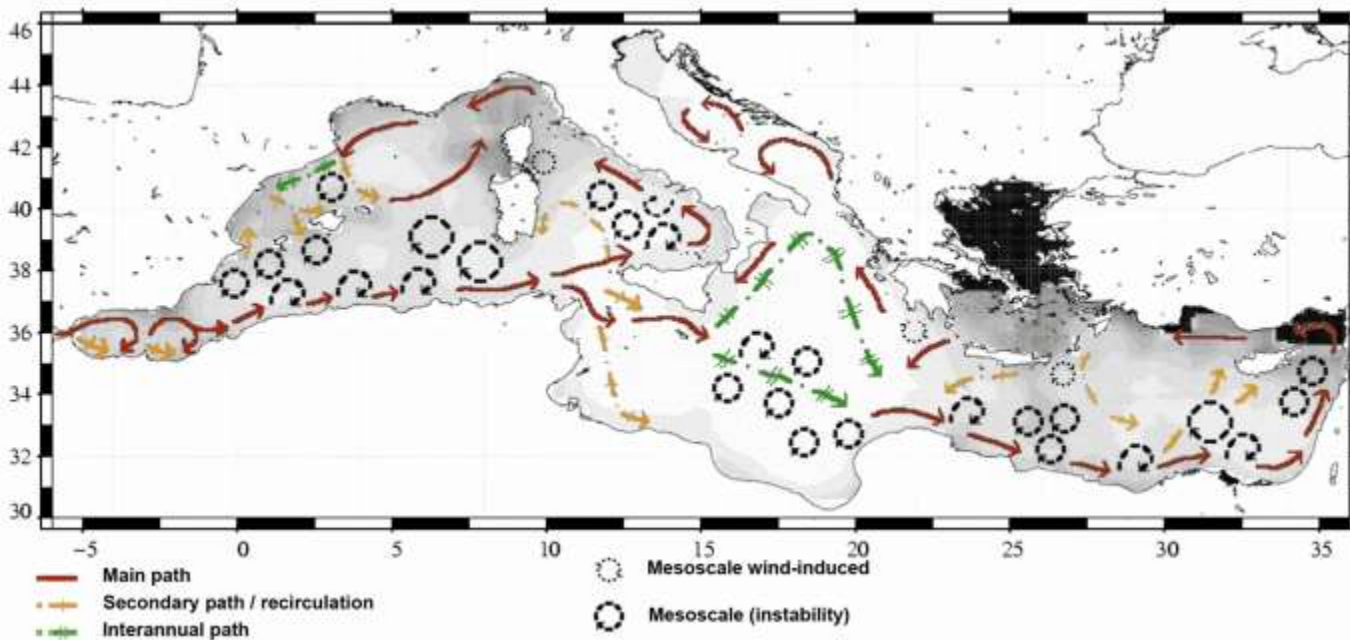 46
44
42
40
38
36
34
32
30
-5 0 5 10 15 20 25 30 35
Main path
Secondary path / recirculation
Interannual path
Mesoscale wind-induced
Mesoscale (instability)